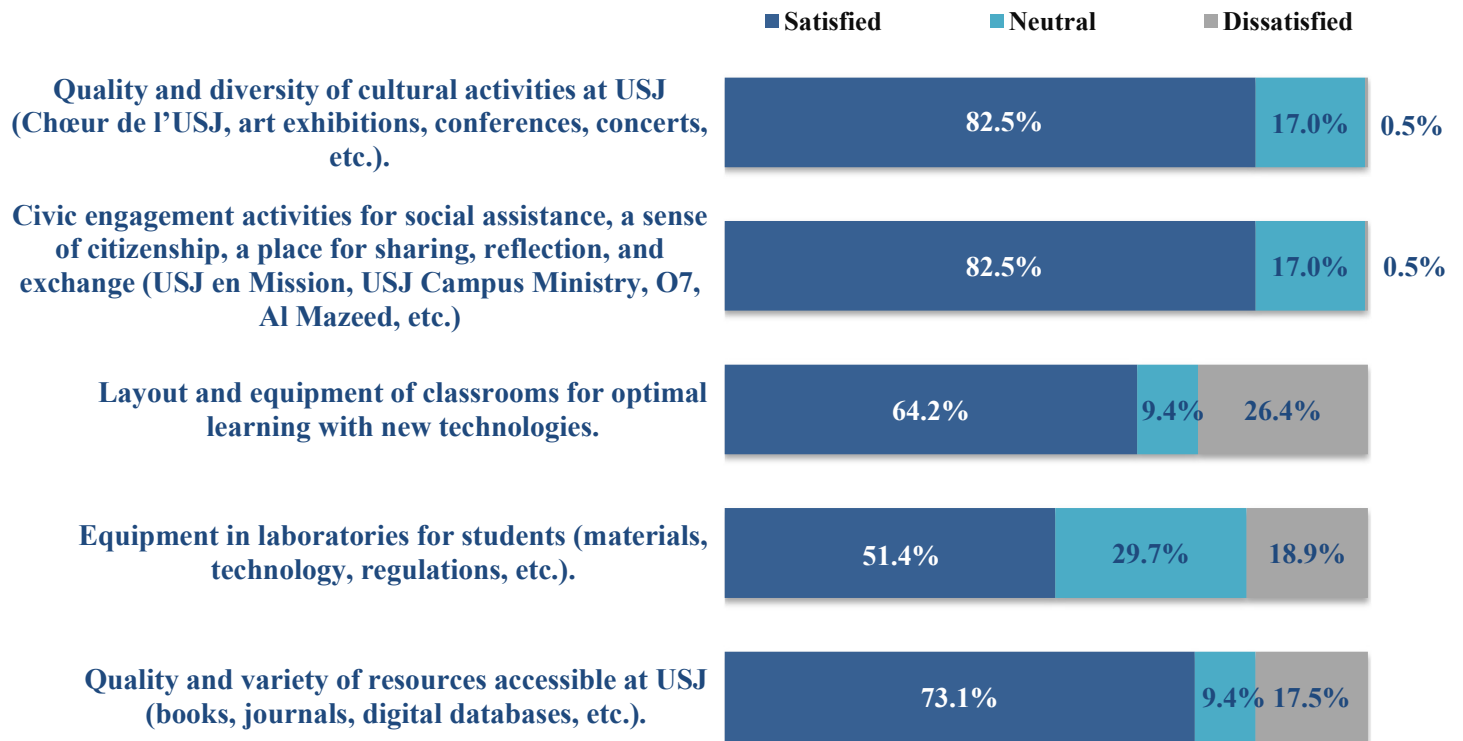 Satisfied Neutral Dissatisfied
Quality and diversity of cultural activities at USJ
(Chœur de l’USJ, art exhibitions, conferences, concerts,
etc.).
82.5% 17.0% 0.5%
Civic engagement activities for social assistance, a sense
of citizenship, a place for sharing, reflection, and
exchange (USJ en Mission, USJ Campus Ministry, O7,
Al Mazeed, etc.)
82.5% 17.0% 0.5%
Layout and equipment of classrooms for optimal
learning with new technologies.
64.2% 9.4% 26.4%
Equipment in laboratories for students (materials,
technology, regulations, etc.).
51.4% 29.7% 18.9%
Quality and variety of resources accessible at USJ
(books, journals, digital databases, etc.).
73.1% 9.4% 17.5%